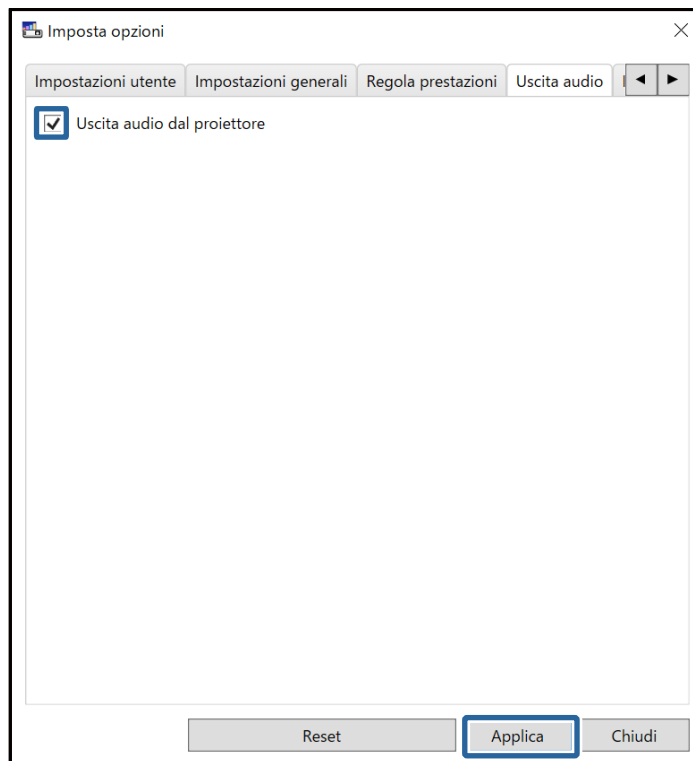 Imposta opzioni
Impostazioni utente Impostazioni generali Regola prestazioni Uscita audio
Uscita audio dal proiettore
Reset Applica Chiudi